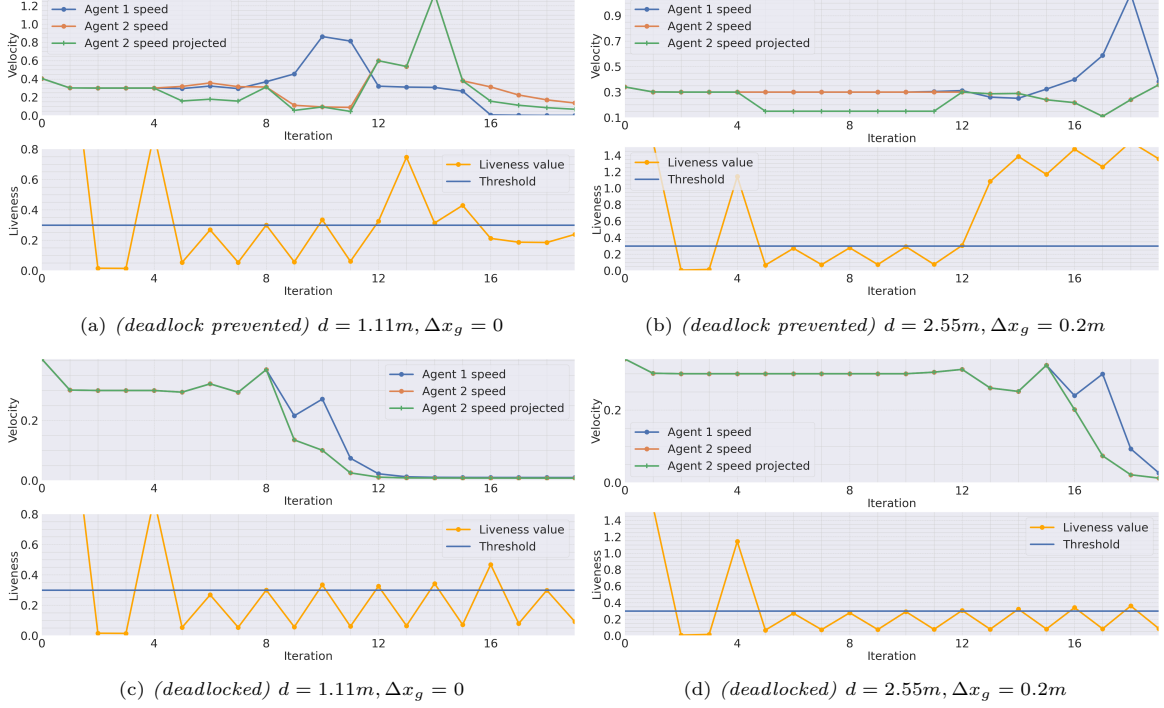 Agent 1 speed
Agent 2 speed
Agent 2 speed projected
Velocity
1.2
1.0
0.8
0.6
0.4
0.2
0.0
0 4 8 12 16
Iteration
Liveness value
Threshold
Liveness
0.8
0.6
0.4
0.2
0.0
0 4 8 12 16
Iteration
(a) (deadlock prevented) d = 1.11m, Δx_g = 0
Agent 1 speed
Agent 2 speed
Agent 2 speed projected
Velocity
0.9
0.7
0.5
0.3
0.1
0 4 8 12 16
Iteration
Liveness value
Threshold
Liveness
1.4
1.2
1.0
0.8
0.6
0.4
0.2
0.0
0 4 8 12 16
Iteration
(b) (deadlock prevented) d = 2.55m, Δx_g = 0.2m
Agent 1 speed
Agent 2 speed
Agent 2 speed projected
Velocity
0.2
0.0
0 4 8 12 16
Iteration
Liveness value
Threshold
Liveness
0.8
0.6
0.4
0.2
0.0
0 4 8 12 16
Iteration
(c) (deadlocked) d = 1.11m, Δx_g = 0
Agent 1 speed
Agent 2 speed
Agent 2 speed projected
Velocity
0.2
0.0
0 4 8 12 16
Iteration
Liveness value
Threshold
Liveness
1.4
1.2
1.0
0.8
0.6
0.4
0.2
0.0
0 4 8 12 16
Iteration
(d) (deadlocked) d = 2.55m, Δx_g = 0.2m